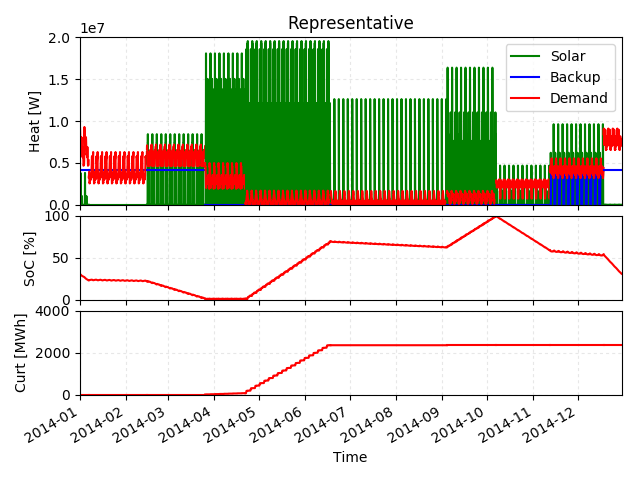 Representative
1e7
2.0
1.5
1.0
0.5
0.0
Heat [W]
Solar
Backup
Demand
100
50
0
SoC [%]
4000
2000
0
Curt [MWh]
2014-01
2014-02
2014-03
2014-04
2014-05
2014-06
2014-07
2014-08
2014-09
2014-10
2014-11
2014-12
Time